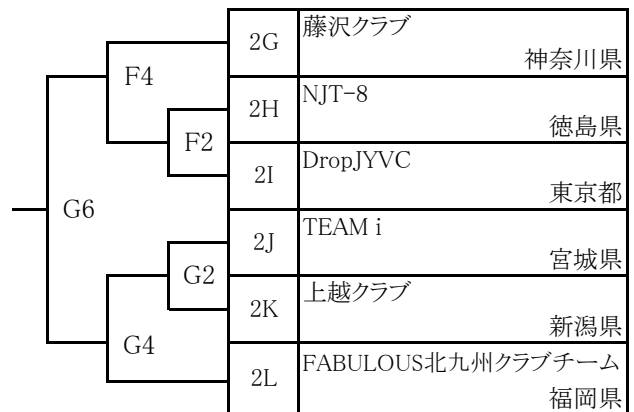 2G 藤沢クラブ
神奈川県
F4
2H NJT-8
徳島県
F2
2I DropJYVC
東京都
G6
2J TEAM i
宮城県
G2
2K 上越クラブ
新潟県
G4
2L FABULOUS北九州クラブチーム
福岡県